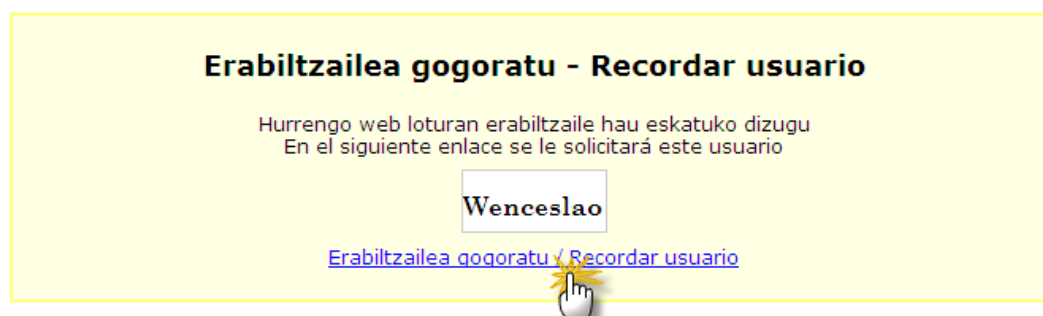 Erabiltzailea gogoratu - Recordar usuario
Hurrengo web loturan erabiltzaile hau eskatuko dizugu
En el siguiente enlace se le solicitará este usuario
Wenceslao
Erabiltzailea gogoratu / Recordar usuario